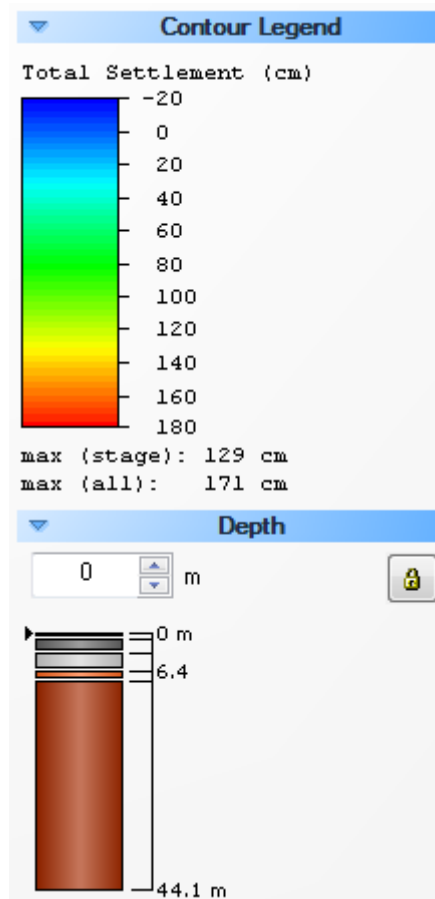 Contour Legend
Total Settlement (cm)
-20
0
20
40
60
80
100
120
140
160
180
max (stage): 129 cm
max (all): 171 cm
Depth
0 m
0 m
6.4
44.1 m